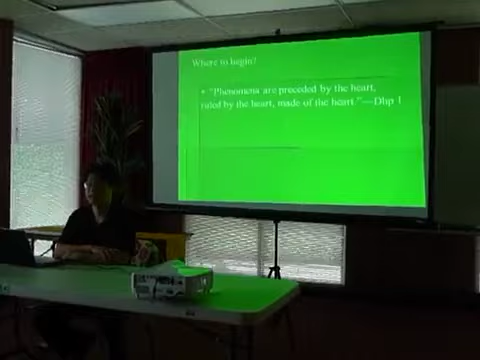 Where to begin?
• "Phenomena are preceded by the heart,
ruled by the heart, made of the heart."—Dhp 1